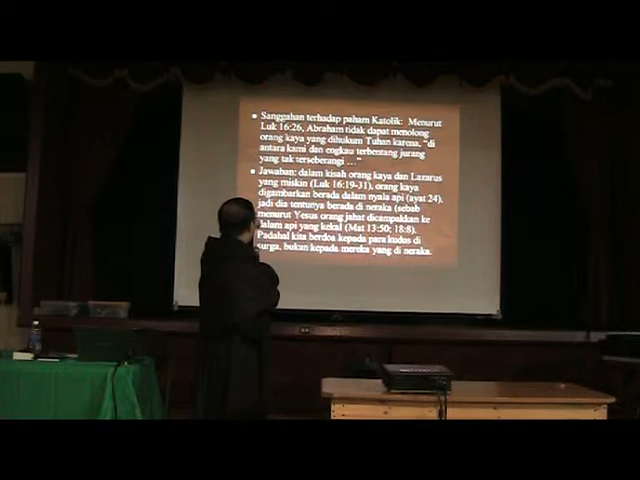 Sanggahan terhadap paham Katolik: Menurut
Luk 16:26, Abraham tidak dapat menolong
orang kaya yang dihukum Tuhan karena, "di
antara kami dan engkau terbentang jurang
yang tak terseberangi ..."
Jawaban: dalam kisah orang kaya dan Lazarus
yang miskin (Luk 16:19-31), orang kaya
digambarkan berada dalam nyala api (ayat 24),
jadi dia tentunya berada di neraka (sebab
menurut Yesus orang jahat dicampakkan ke
dalam api yang kekal (Mat 13:50; 18:8).
Padahal kita berdoa kepada para kudus di
surga, bukan kepada mereka yang di neraka.